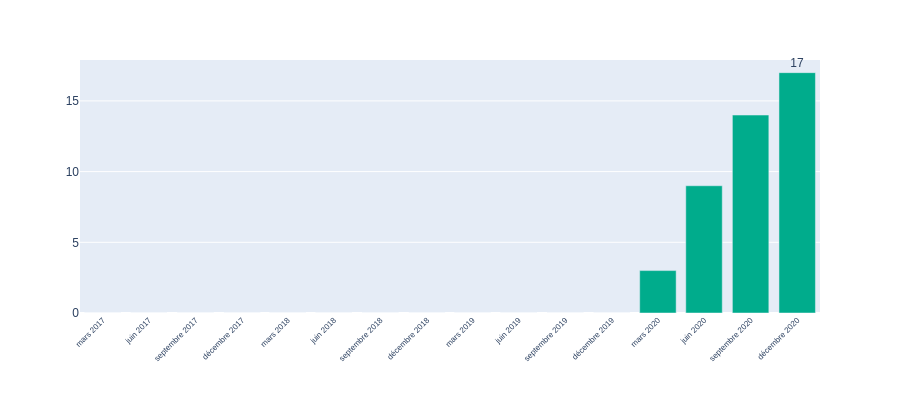 17
15
10
5
0
mars 2017
juin 2017
septembre 2017
décembre 2017
mars 2018
juin 2018
septembre 2018
décembre 2018
mars 2019
juin 2019
septembre 2019
décembre 2019
mars 2020
juin 2020
septembre 2020
décembre 2020